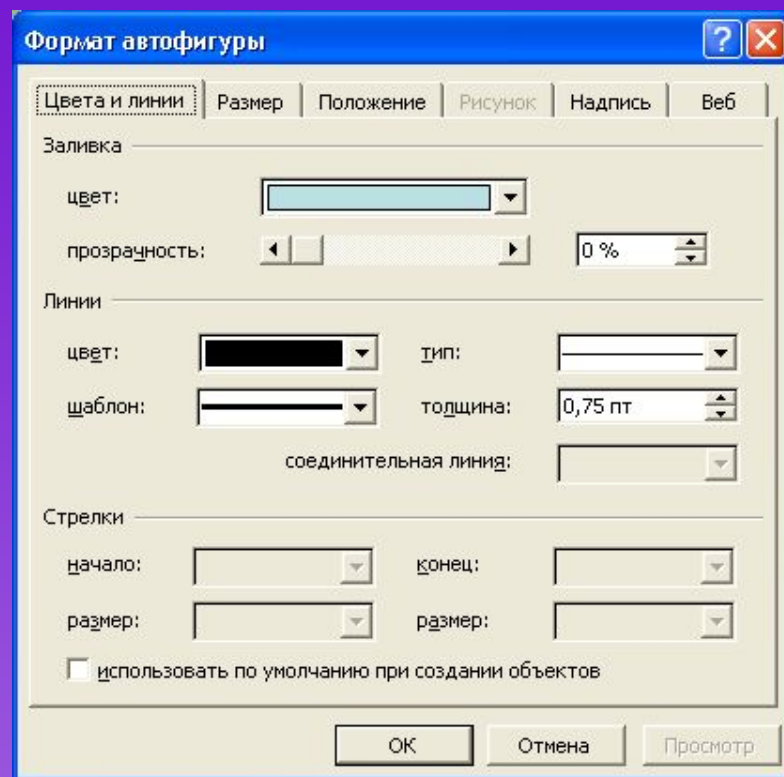 Формат автофигуры
Цвета и линии Размер Положение Рисунок Надпись Веб
Заливка
цвет:
прозрачность: 0 %
Линии
цвет: тип:
шаблон: толщина: 0,75 пт
соединительная линия:
Стрелки
начало: конец:
размер: размер:
использовать по умолчанию при создании объектов
ОК Отмена Просмотр